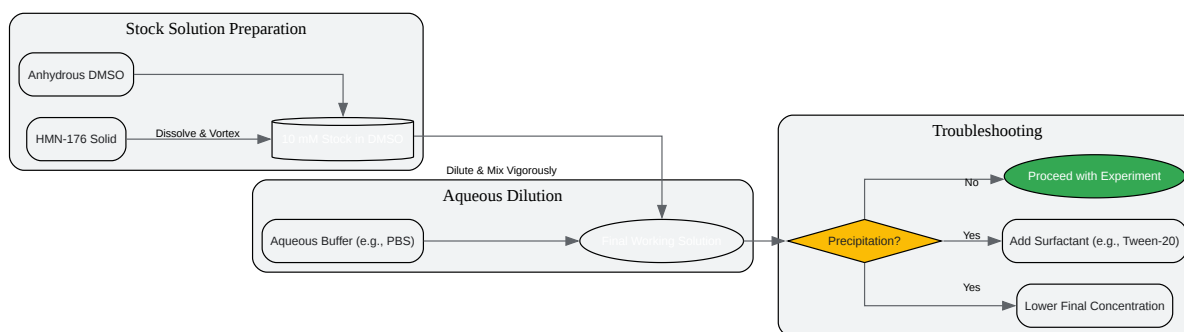 Stock Solution Preparation
Anhydrous DMSO
HMN-176 Solid
Dissolve & Vortex
10 mM Stock in DMSO
Dilute & Mix Vigorously
Aqueous Dilution
Aqueous Buffer (e.g., PBS)
Final Working Solution
Troubleshooting
Precipitation?
No
Proceed with Experiment
Yes
Add Surfactant (e.g., Tween-20)
Yes
Lower Final Concentration